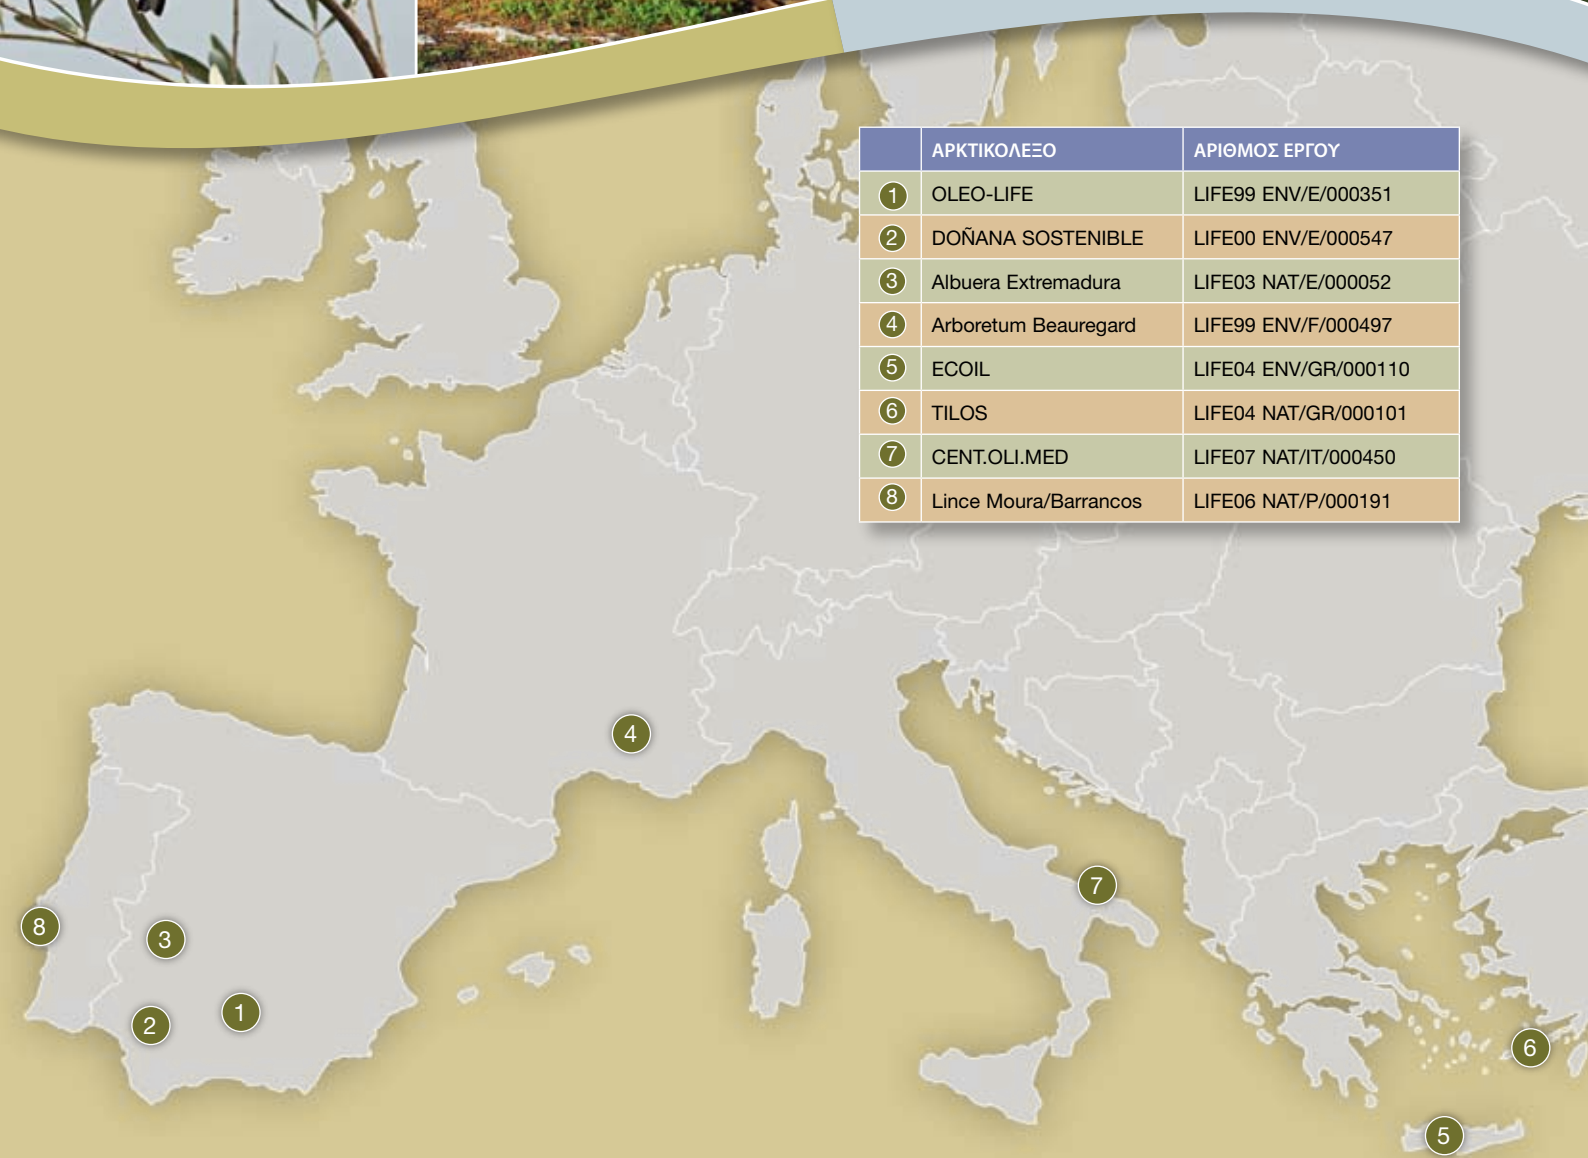 ΑΡΚΤΙΚΟΛΕΞΟ ΑΡΙΘΜΟΣ ΕΡΓΟΥ
1 OLEO-LIFE LIFE99 ENV/E/000351
2 DOÑANA SOSTENIBLE LIFE00 ENV/E/000547
3 Albuera Extremadura LIFE03 NAT/E/000052
4 Arboretum Beauregard LIFE99 ENV/F/000497
5 ECOIL LIFE04 ENV/GR/000110
6 TILOS LIFE04 NAT/GR/000101
7 CENT.OLI.MED LIFE07 NAT/IT/000450
8 Lince Moura/Barrancos LIFE06 NAT/P/000191
4
7
8
3
1
2
6
5